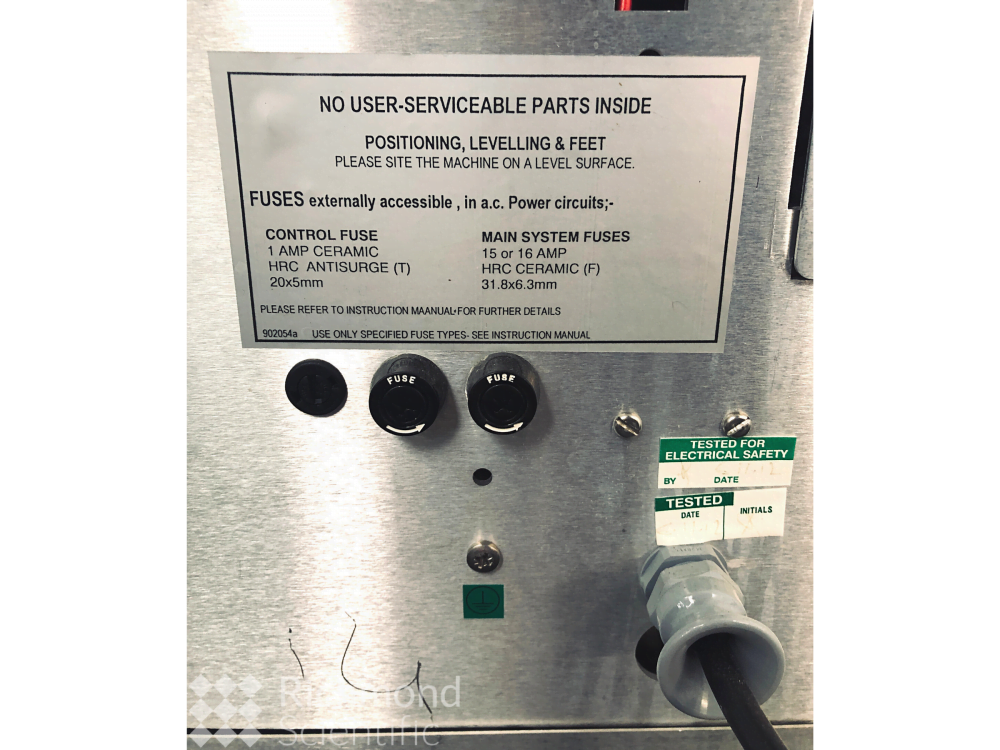 NO USER-SERVICEABLE PARTS INSIDE
POSITIONING, LEVELLING & FEET
PLEASE SITE THE MACHINE ON A LEVEL SURFACE.
FUSES externally accessible , in a.c. Power circuits;-
CONTROL FUSE
1 AMP CERAMIC
HRC ANTISURGE (T)
20x5mm
MAIN SYSTEM FUSES
15 or 16 AMP
HRC CERAMIC (F)
31.8x6.3mm
PLEASE REFER TO INSTRUCTION MAANUAL•FOR FURTHER DETAILS
902054a USE ONLY SPECIFIED FUSE TYPES- SEE INSTRUCTION MANUAL
FUSE
FUSE
TESTED FOR
ELECTRICAL SAFETY
BY DATE
TESTED
DATE
INITIALS
Richmond
Scientific